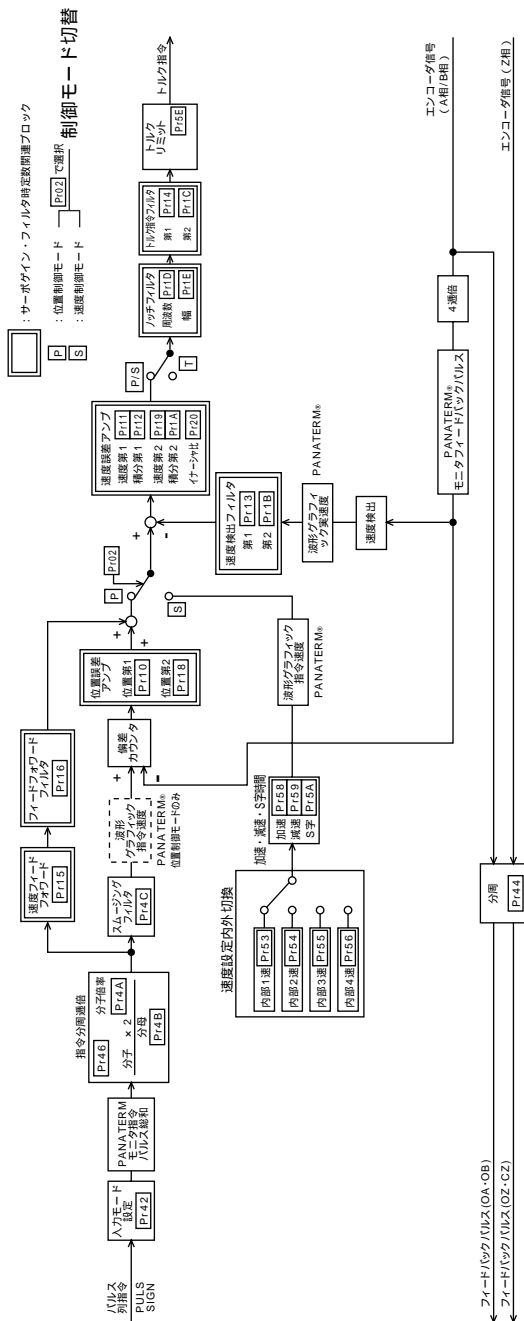 : サーボゲイン・フィルタ時定数関連ブロック
P : 位置制御モード
S : 速度制御モード
Pr02 で選択
制御モード切替
パルス
列指令
PULS
SIGN
入力モード
設定
Pr42
PANATERM
モニタ指令
パルス総和
指令分周逓倍
Pr46
分子倍率
Pr4A
分子 × 2
分母
Pr4B
速度フィード
フォワード
Pr15
フィードフォワード
フィルタ
Pr16
スムージング
フィルタ
Pr4C
波形
グラフィック
指令速度
PANATERM®
位置制御モードのみ
+
-
偏差
カウンタ
位置誤差
アンプ
位置第1
Pr10
位置第2
Pr18
+
+
P
S
Pr02
+
-
速度誤差アンプ
速度第1 Pr11
積分第1 Pr12
速度第2 Pr19
積分第2 Pr1A
イナーシャ比 Pr20
P/S
T
ノッチフィルタ
周波数 Pr1D
幅 Pr1E
トルク指令フィルタ
第1 Pr14
第2 Pr1C
トルク
リミット
Pr5E
トルク指令
速度検出フィルタ
第1 Pr13
第2 Pr1B
波形グラフィ
ック実速度
PANATERM®
速度検出
速度設定内外切換
内部1速 Pr53
内部2速 Pr54
内部3速 Pr55
内部4速 Pr56
加速・減速・S字時間
加速 Pr58
減速 Pr59
S字 Pr5A
波形グラフィック
指令速度
PANATERM®
PANATERM®
モニタフィードバックパルス
4逓倍
エンコーダ信号
(A相/B相)
エンコーダ信号(Z相)
分周
Pr44
フィードバックパルス(OA・OB)
フィードバックパルス(OZ・CZ)